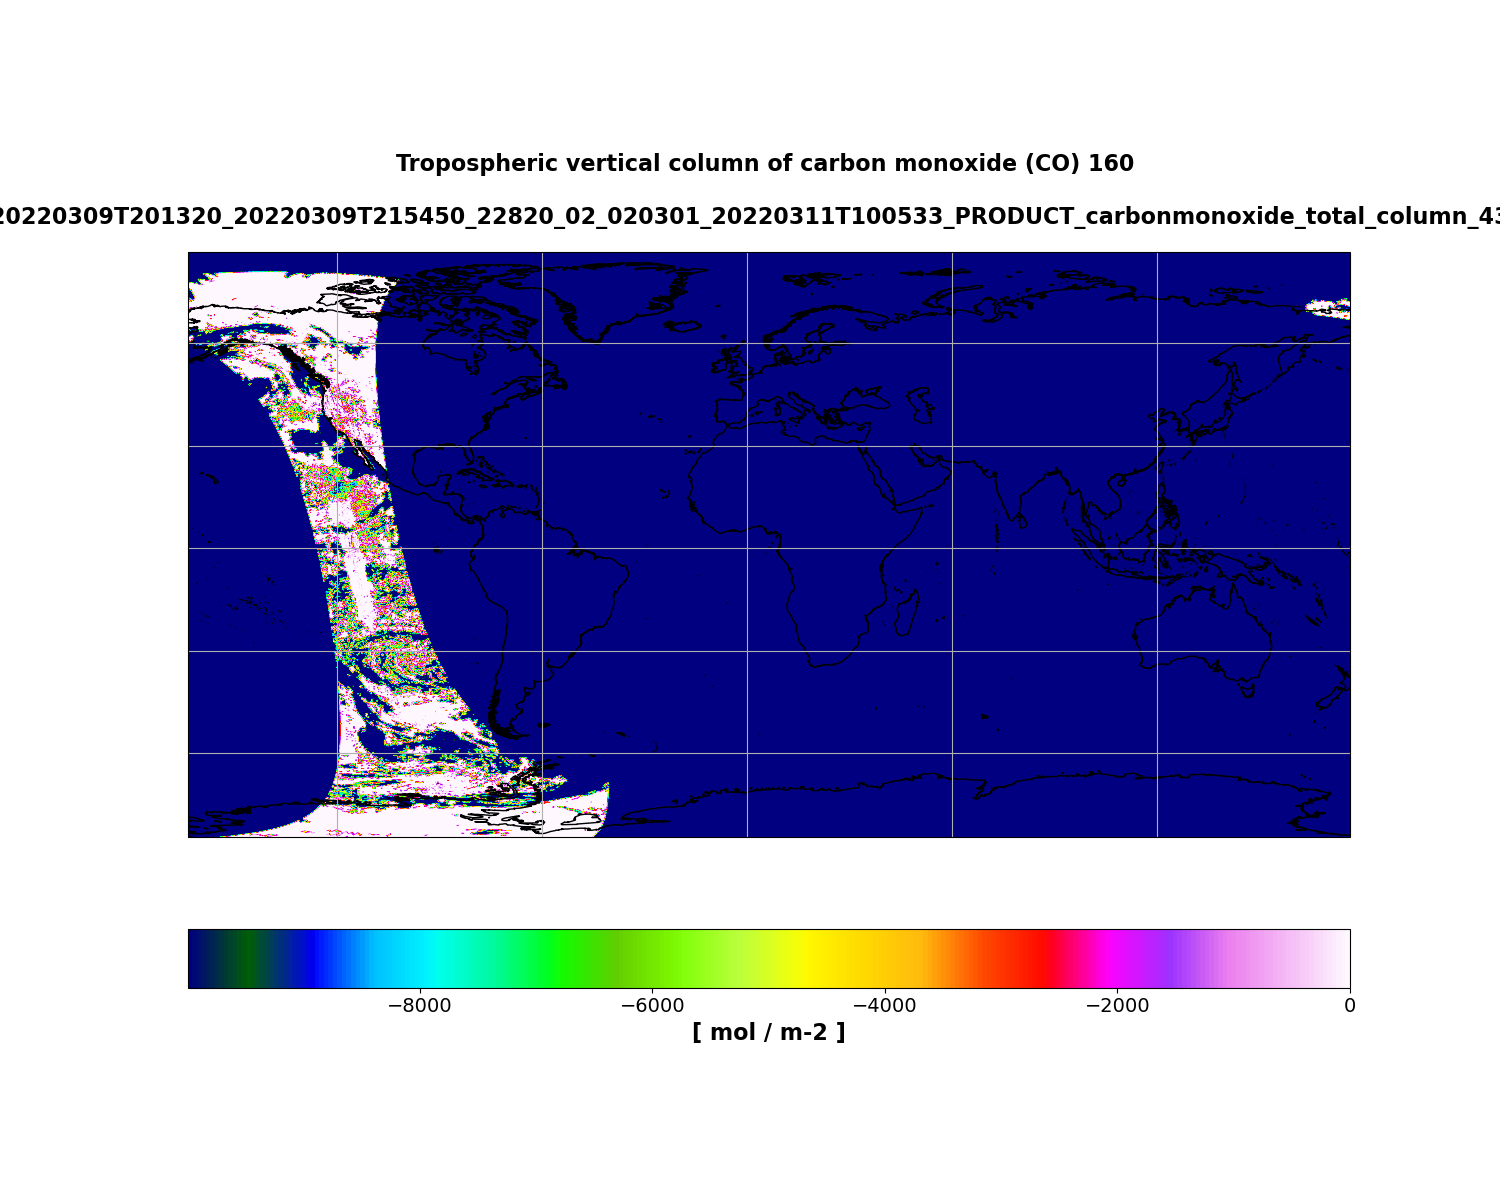 Tropospheric vertical column of carbon monoxide (CO) 160
20220309T201320_20220309T215450_22820_02_020301_20220311T100533_PRODUCT_carbonmonoxide_total_column_43
−8000 −6000 −4000 −2000 0
[ mol / m-2 ]